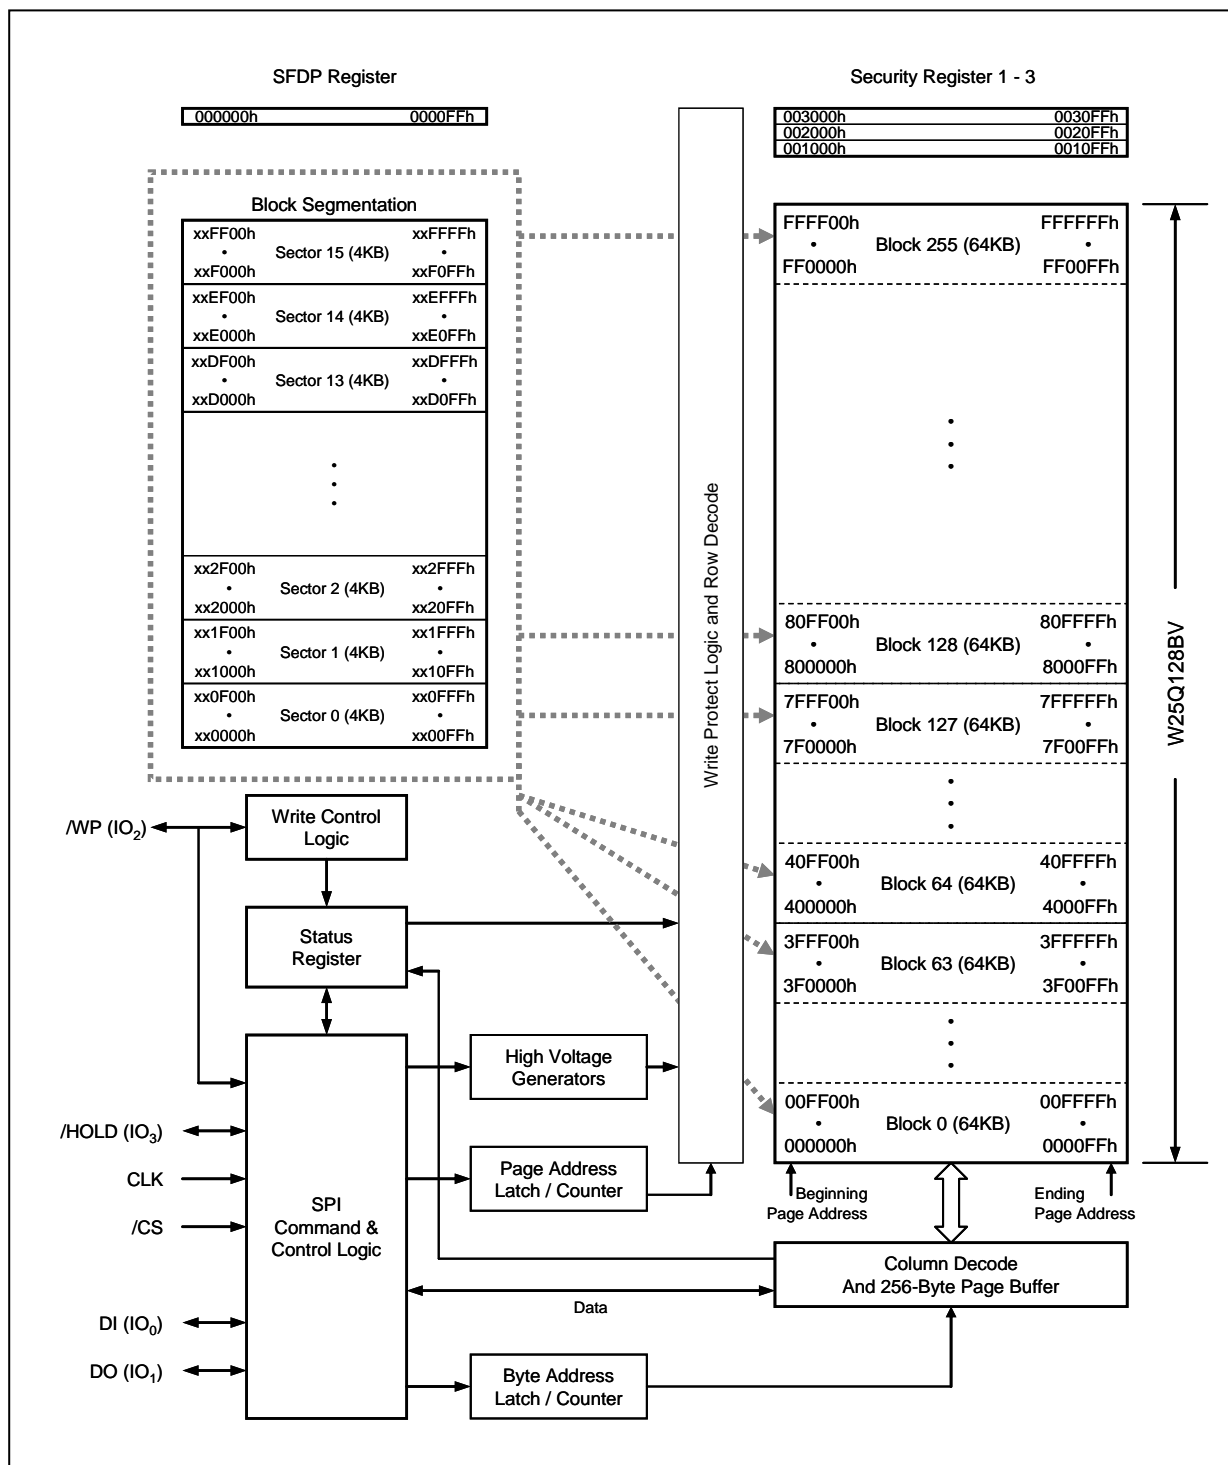 SFDP Register
000000h 0000FFh
Security Register 1 - 3
003000h 0030FFh
002000h 0020FFh
001000h 0010FFh
Block Segmentation
xxFF00h xxFFFFh
• Sector 15 (4KB) •
xxF000h xxF0FFh
xxEF00h xxEFFFh
• Sector 14 (4KB) •
xxE000h xxE0FFh
xxDF00h xxDFFFh
• Sector 13 (4KB) •
xxD000h xxD0FFh
xx2F00h xx2FFFh
• Sector 2 (4KB) •
xx2000h xx20FFh
xx1F00h xx1FFFh
• Sector 1 (4KB) •
xx1000h xx10FFh
xx0F00h xx0FFFh
• Sector 0 (4KB) •
xx0000h xx00FFh
Write Protect Logic and Row Decode
FFFF00h FFFFFFh
• Block 255 (64KB) •
FF0000h FF00FFh
80FF00h 80FFFFh
• Block 128 (64KB) •
800000h 8000FFh
7FFF00h 7FFFFFh
• Block 127 (64KB) •
7F0000h 7F00FFh
40FF00h 40FFFFh
• Block 64 (64KB) •
400000h 4000FFh
3FFF00h 3FFFFFh
• Block 63 (64KB) •
3F0000h 3F00FFh
00FF00h 00FFFFh
• Block 0 (64KB) •
000000h 0000FFh
W25Q128BV
Beginning
Page Address
Ending
Page Address
/WP (IO₂)
Write Control
Logic
Status
Register
High Voltage
Generators
/HOLD (IO₃)
CLK
/CS
DI (IO₀)
DO (IO₁)
SPI
Command &
Control Logic
Page Address
Latch / Counter
Column Decode
And 256-Byte Page Buffer
Data
Byte Address
Latch / Counter